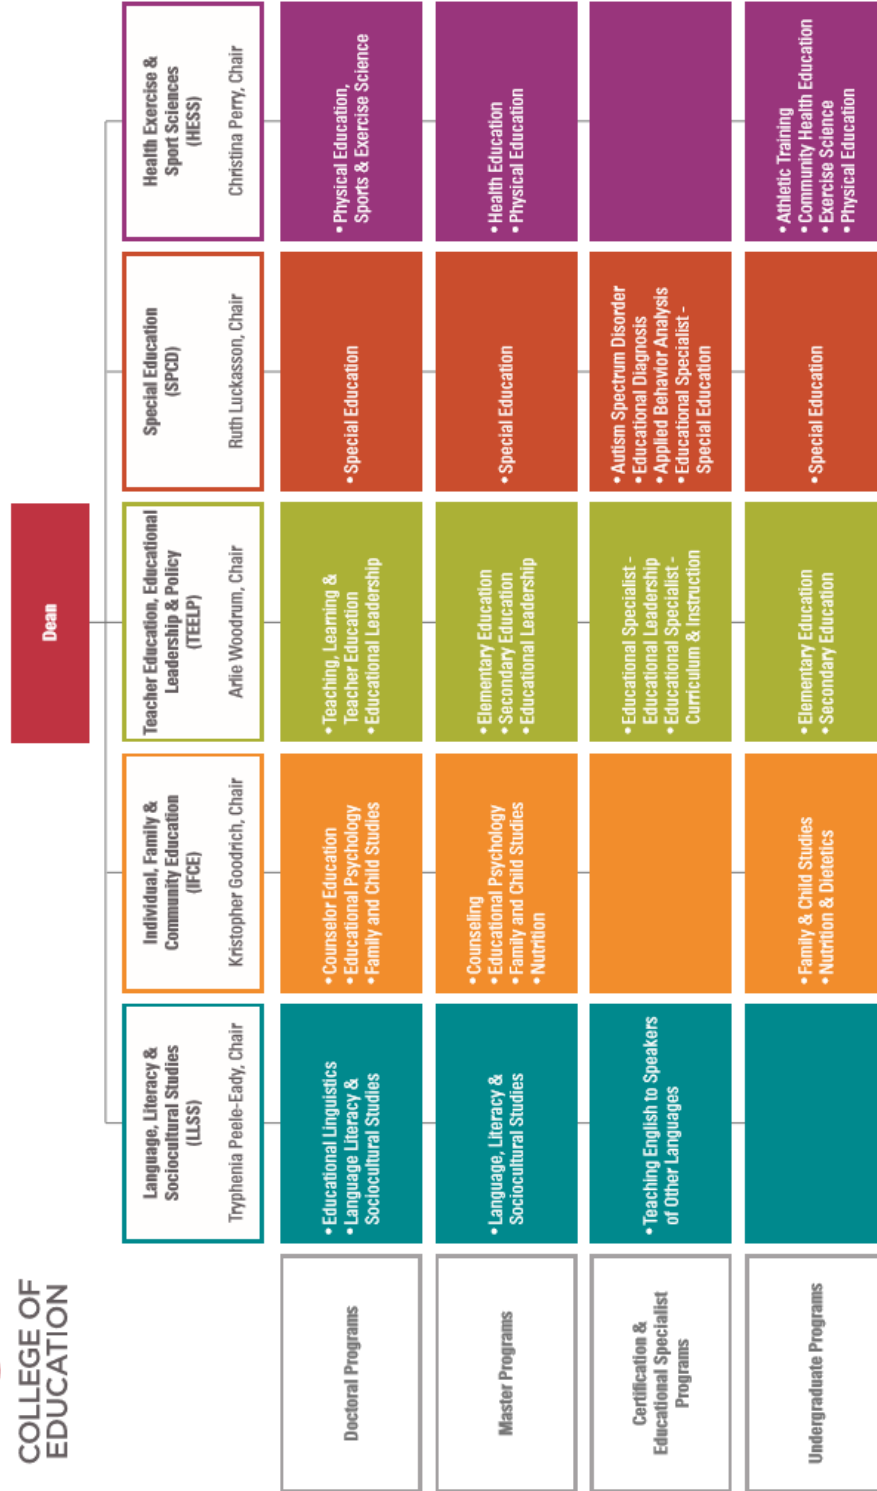 COLLEGE OF
EDUCATION
Dean
Language, Literacy &
Sociocultural Studies
(LLSS)
Tryphenia Peele-Eady, Chair
Individual, Family &
Community Education
(IFCE)
Kristopher Goodrich, Chair
Teacher Education, Educational
Leadership & Policy
(TEELP)
Arlie Woodrum, Chair
Special Education
(SPCD)
Ruth Luckasson, Chair
Health Exercise &
Sport Sciences
(HESS)
Christina Perry, Chair
Doctoral Programs
• Educational Linguistics
• Language Literacy &
Sociocultural Studies
• Counselor Education
• Educational Psychology
• Family and Child Studies
• Teaching, Learning &
Teacher Education
• Educational Leadership
• Special Education
• Physical Education,
Sports & Exercise Science
Master Programs
• Language, Literacy &
Sociocultural Studies
• Counseling
• Educational Psychology
• Family and Child Studies
• Nutrition
• Elementary Education
• Secondary Education
• Educational Leadership
• Special Education
• Health Education
• Physical Education
Certification &
Educational Specialist
Programs
• Teaching English to Speakers
of Other Languages
• Educational Specialist -
Educational Leadership
• Educational Specialist -
Curriculum & Instruction
• Autism Spectrum Disorder
• Educational Diagnosis
• Applied Behavior Analysis
• Educational Specialist -
Special Education
Undergraduate Programs
• Family & Child Studies
• Nutrition & Dietetics
• Elementary Education
• Secondary Education
• Special Education
• Athletic Training
• Community Health Education
• Exercise Science
• Physical Education